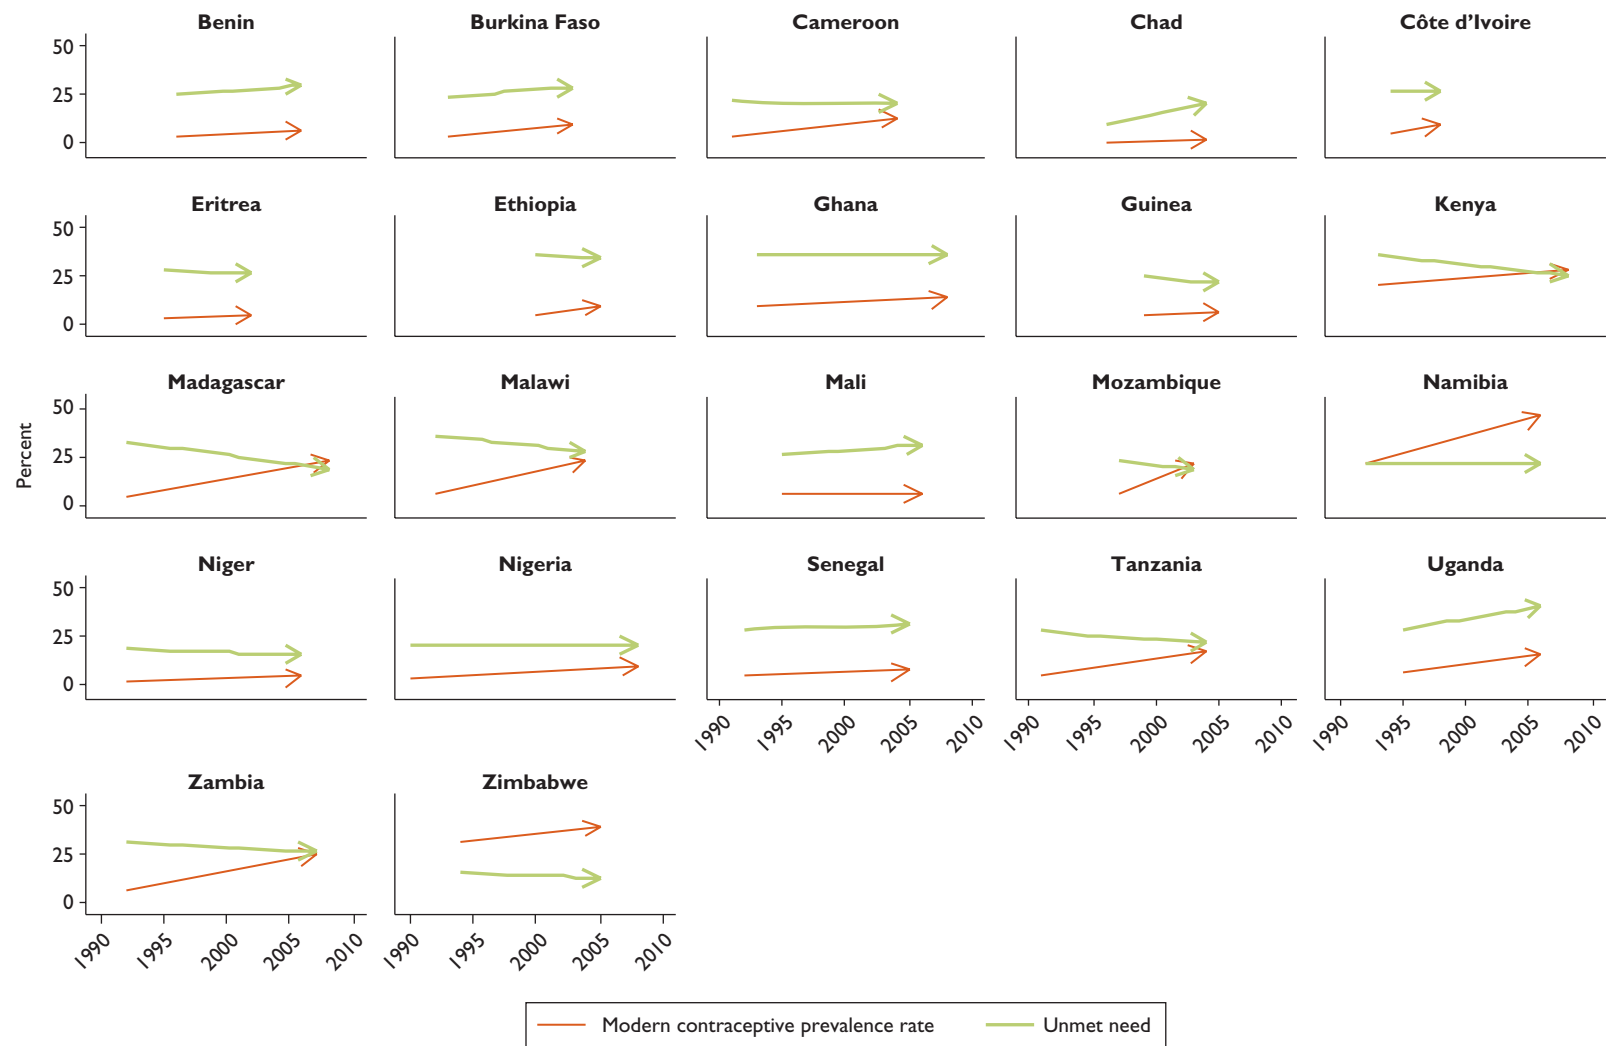 Benin Burkina Faso Cameroon Chad Côte d’Ivoire
50
25
0
Eritrea Ethiopia Ghana Guinea Kenya
50
25
0
Madagascar Malawi Mali Mozambique Namibia
50
25
0
Percent
Niger Nigeria Senegal Tanzania Uganda
50
25
0
1990 1995 2000 2005 2010 1990 1995 2000 2005 2010 1990 1995 2000 2005 2010
Zambia Zimbabwe
50
25
0
1990 1995 2000 2005 2010 1990 1995 2000 2005 2010
Modern contraceptive prevalence rate Unmet need